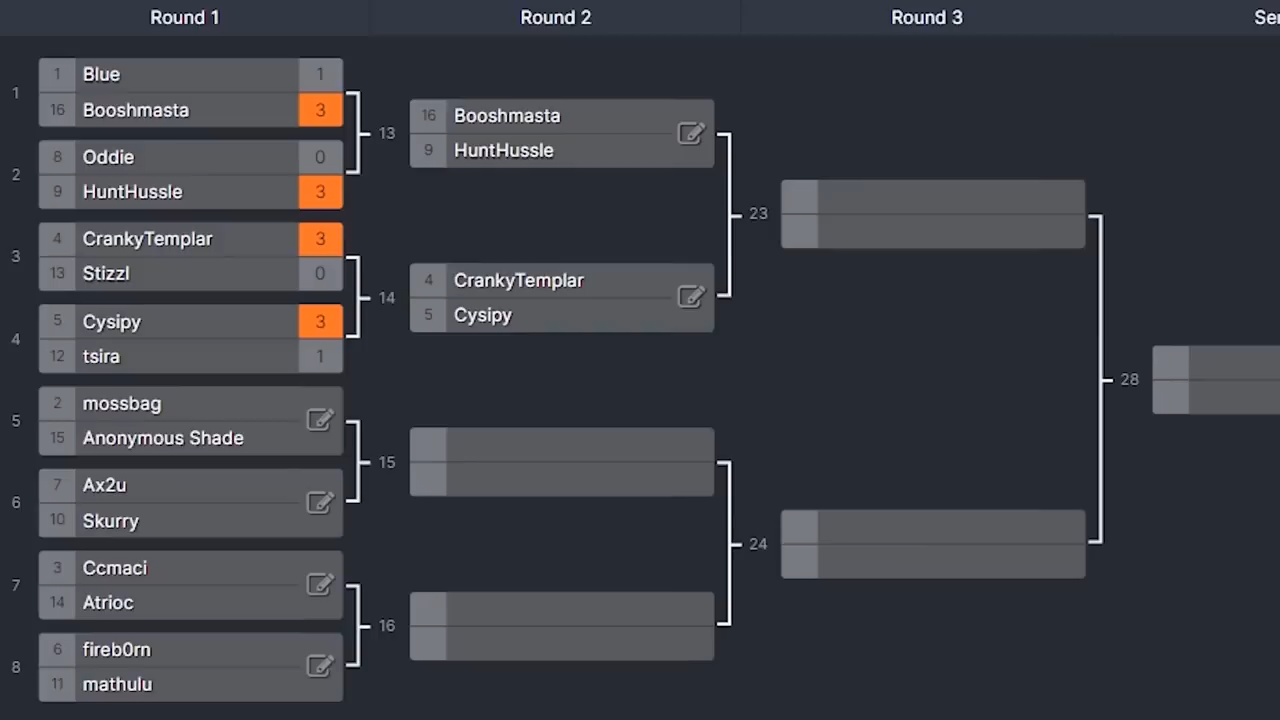 Round 1
Round 2
Round 3
Ser
1
1 Blue 1
16 Booshmasta 3
2
8 Oddie 0
9 HuntHussle 3
3
4 CrankyTemplar 3
13 Stizzl 0
4
5 Cysipy 3
12 tsira 1
5
2 mossbag
15 Anonymous Shade
6
7 Ax2u
10 Skurry
7
3 Ccmaci
14 Atrioc
8
6 fireb0rn
11 mathulu
13
16 Booshmasta
9 HuntHussle
14
4 CrankyTemplar
5 Cysipy
15
16
23
24
28